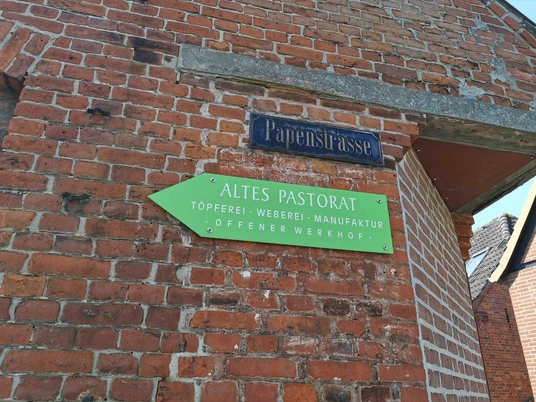 Papenstrasse
ALTES PASTORAT
TÖPFEREI - WEBEREI - MANUFAKTUR
- OFFENER WERKHOF -